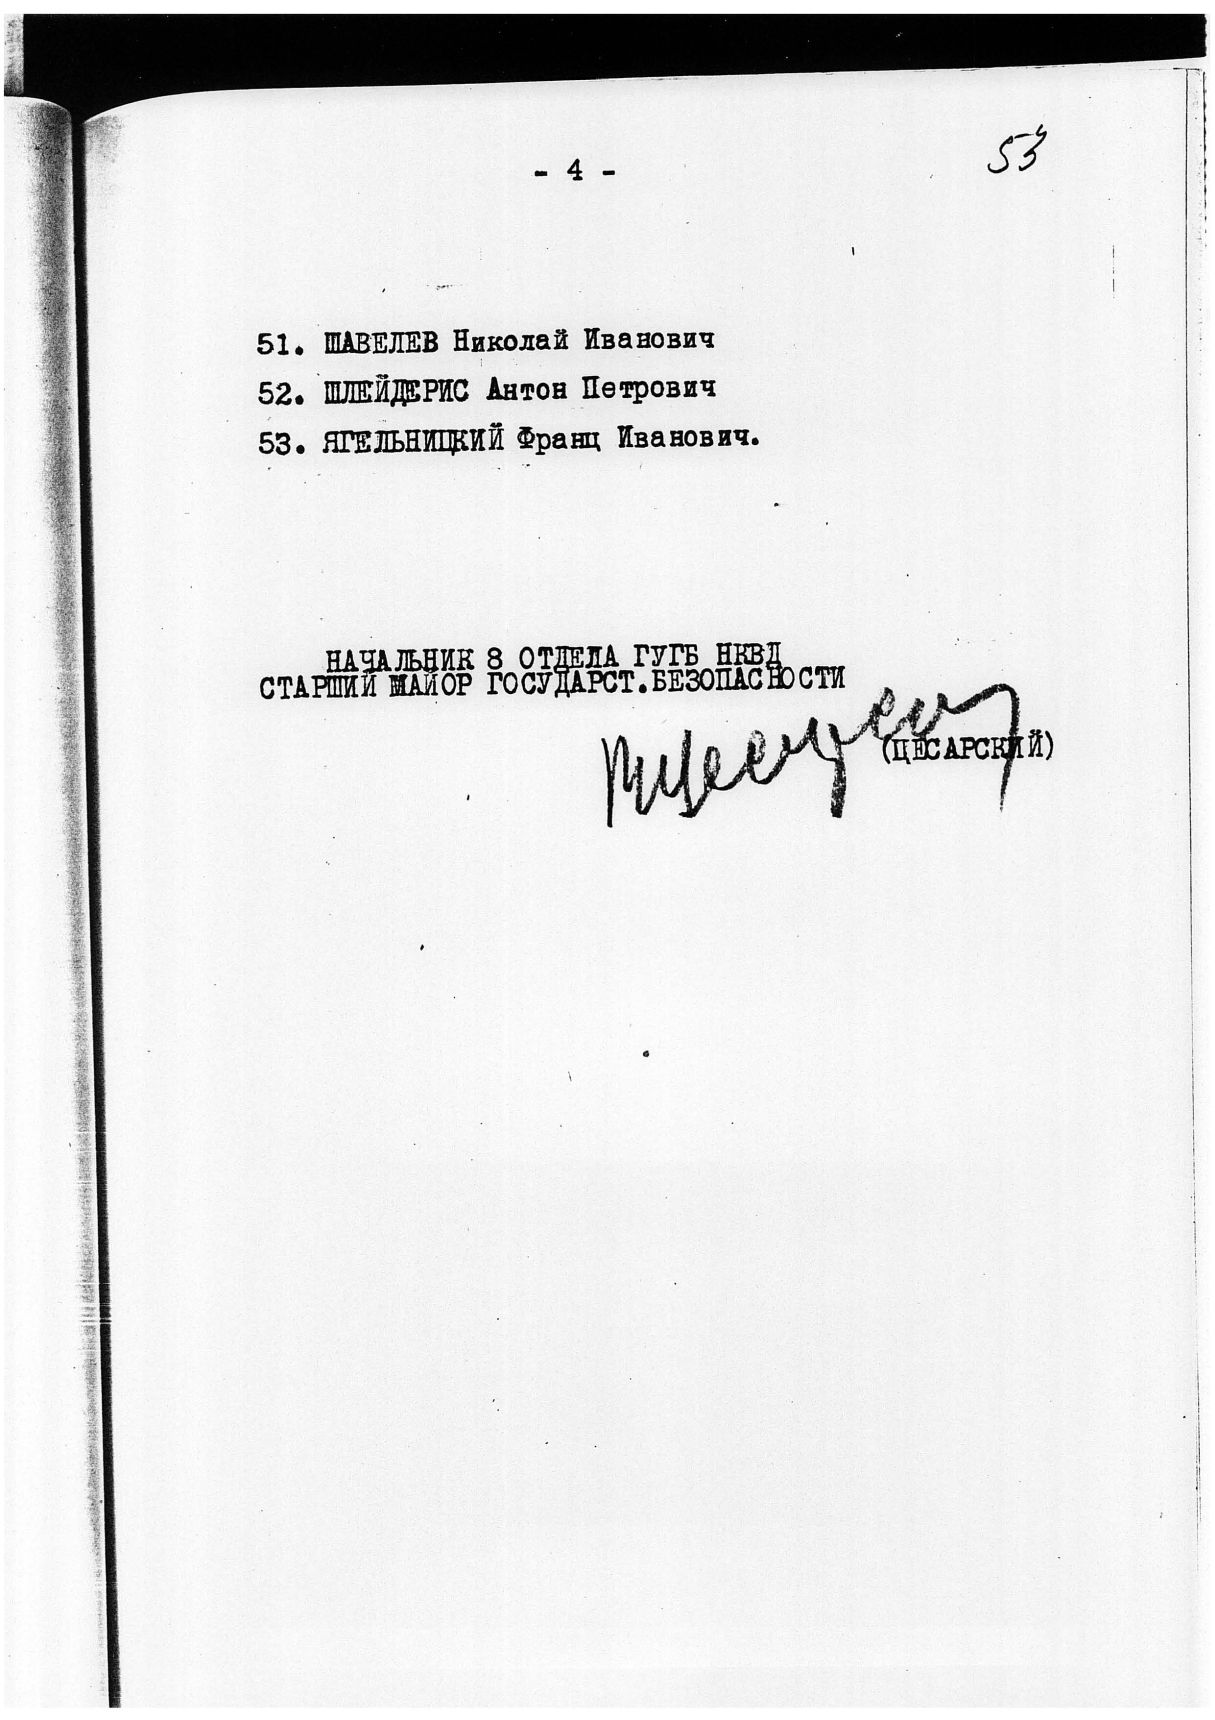 - 4 -
53
51. ШАВЕЛЕВ Николай Иванович
52. ШЛЕЙДЕРИС Антон Петрович
53. ЯГЕЛЬНИЦКИЙ Франц Иванович.
НАЧАЛЬНИК 8 ОТДЕЛА ГУГБ НКВД
СТАРШИЙ МАЙОР ГОСУДАРСТ.БЕЗОПАСНОСТИ
(ЦЕСАРСКИЙ)